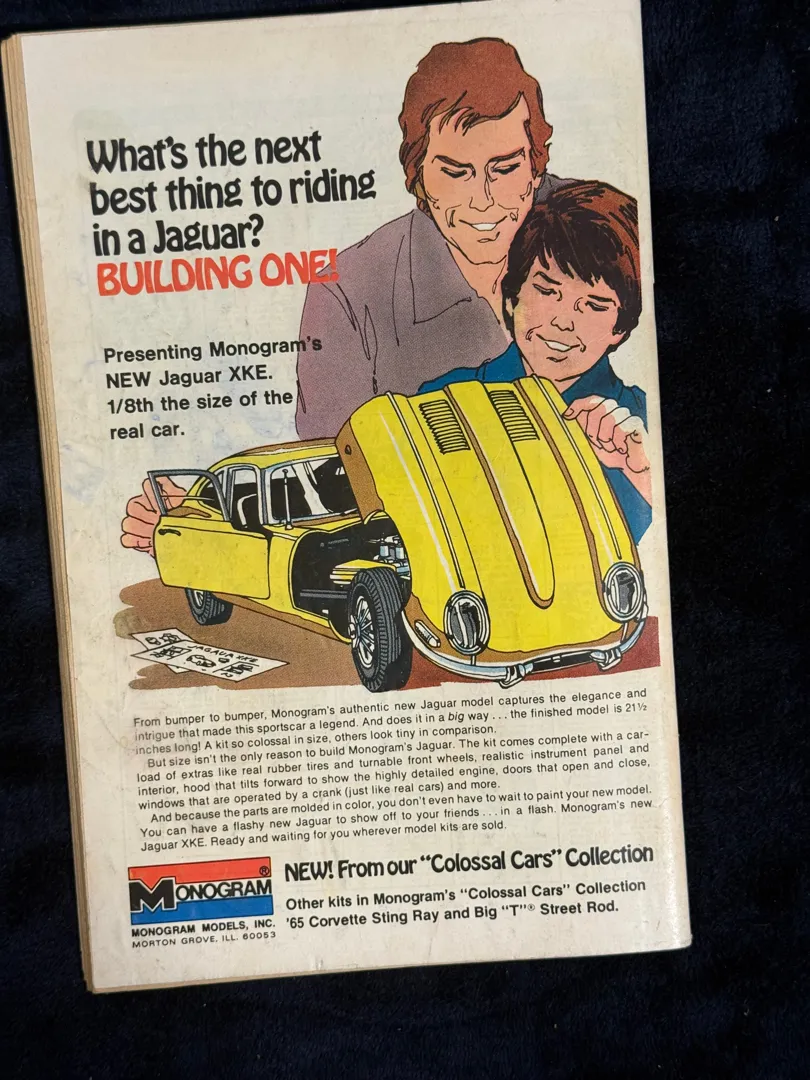 What's the next
best thing to riding
in a Jaguar?
BUILDING ONE!
Presenting Monogram's
NEW Jaguar XKE.
1/8th the size of the
real car.
JAGAUA XKE
From bumper to bumper, Monogram's authentic new Jaguar model captures the elegance and
intrigue that made this sportscar a legend. And does it in a big way . . . the finished model is 21½
inches long! A kit so colossal in size, others look tiny in comparison.
But size isn't the only reason to build Monogram's Jaguar. The kit comes complete with a car-
load of extras like real rubber tires and turnable front wheels, realistic instrument panel and
interior, hood that tilts forward to show the highly detailed engine, doors that open and close,
windows that are operated by a crank (just like real cars) and more.
And because the parts are molded in color, you don't even have to wait to paint your new model.
You can have a flashy new Jaguar to show off to your friends . . . in a flash. Monogram's new
Jaguar XKE. Ready and waiting for you wherever model kits are sold.
MONOGRAM®
MONOGRAM MODELS, INC.
MORTON GROVE, ILL. 60053
NEW! From our "Colossal Cars" Collection
Other kits in Monogram's "Colossal Cars" Collection
'65 Corvette Sting Ray and Big "T"® Street Rod.